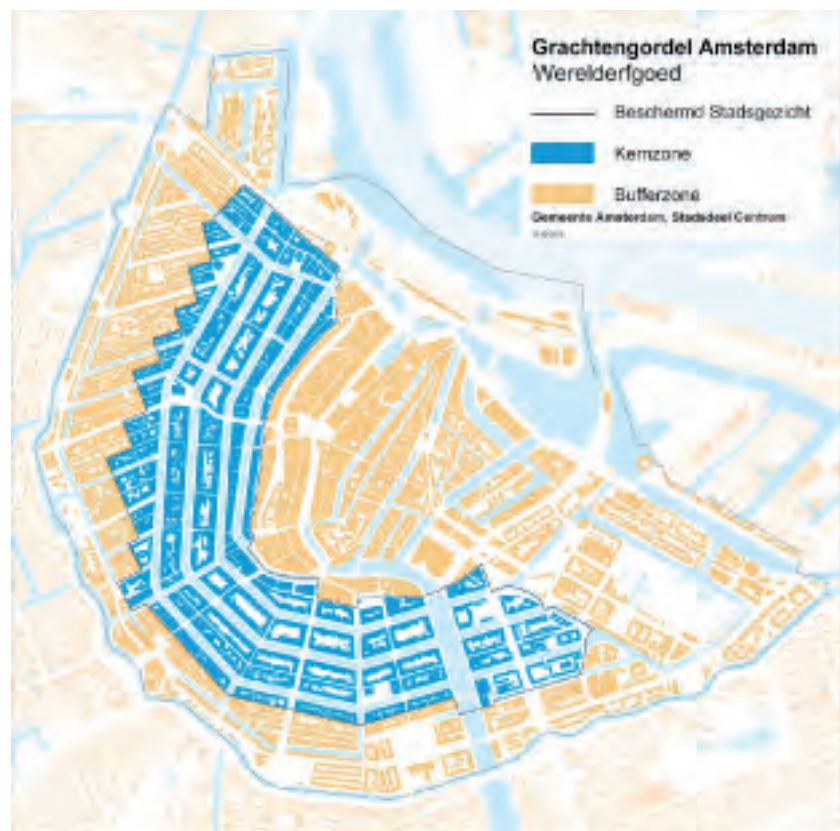 Grachtengordel Amsterdam
Werelderfgoed
Beschermd Stadsgezicht
Kernzone
Bufferzone
Gemeente Amsterdam, Stadsdeel Centrum